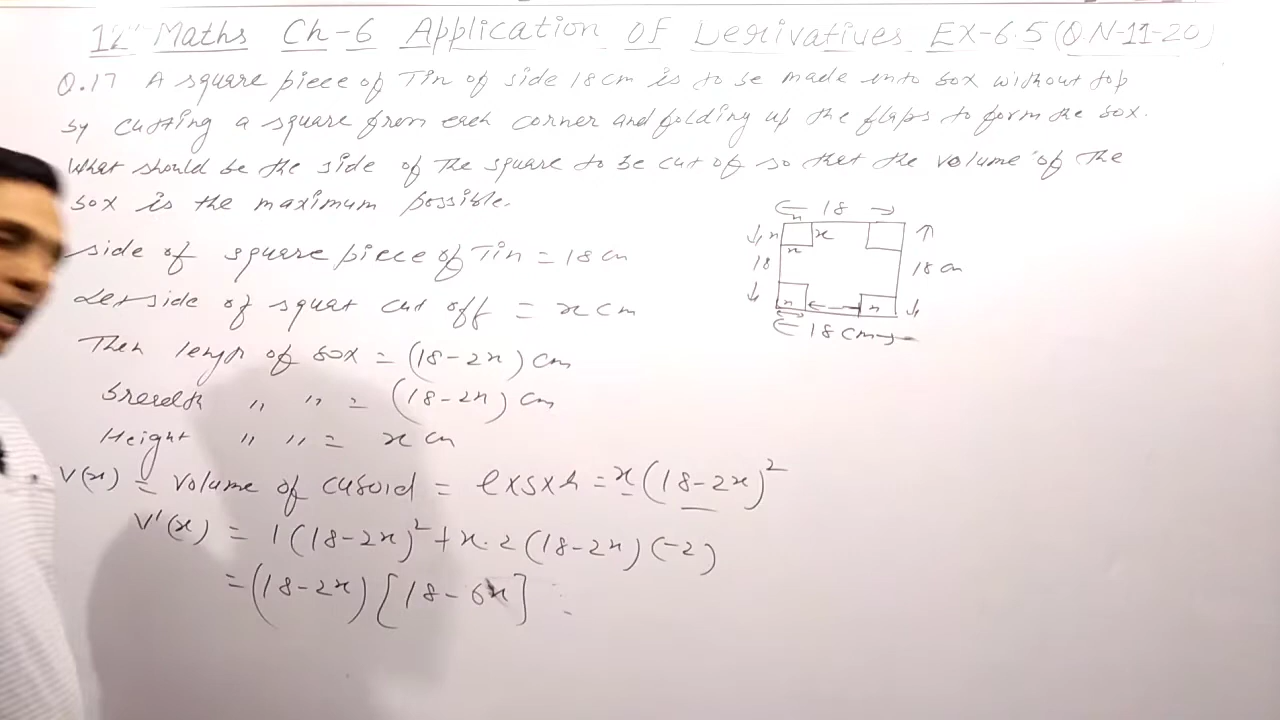 12th Maths Ch-6 Application OF Derivatives EX-6.5(Q.N-11-20)
Q.17 A square piece of Tin of side 18cm is to be made into box without top
by cutting a square from each corner and folding up the flaps to form the box.
What should be the side of the square to be cut of so that the volume of the
box is the maximum possible.
← 18 →
x
↓ x x ↑
x
18 18 cm
↓ x ←→ x ↓
← 18 cm →
side of square piece of Tin = 18 cm
Let side of squar cut off = x cm
Then length of box = (18-2x) cm
Breadth " " = (18-2x) cm
Height " " = x cm
V(x) = volume of cuboid = l×b×h = x(18-2x)²
V'(x) = 1(18-2x)² + x·2(18-2x)(-2)
= (18-2x)[18-6x]